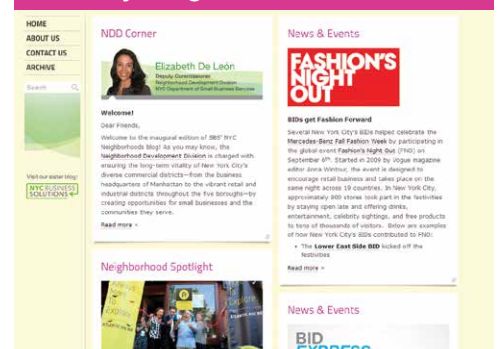 HOME
ABOUT US
CONTACT US
ARCHIVE
Search
Visit our sister blog:
NYC BUSINESS
SOLUTIONS
NDD Corner
Elizabeth De León
Deputy Commissioner
Neighborhood Development Division
NYC Department of Small Business Services
Welcome!
Dear Friends,
Welcome to the inaugural edition of SBS' NYC
Neighborhoods blog! As you may know, the
Neighborhood Development Division is charged with
ensuring the long-term vitality of New York City's
diverse commercial districts—from the business
headquarters of Manhattan to the vibrant retail and
industrial districts throughout the five boroughs—by
creating opportunities for small businesses and the
communities they serve.
Read more »
Neighborhood Spotlight
News & Events
FASHION'S
NIGHT
OUT
BIDs get Fashion Forward
Several New York City's BIDs helped celebrate the
Mercedes-Benz Fall Fashion Week by participating in
the global event Fashion's Night Out (FNO) on
September 6th. Started in 2009 by Vogue magazine
editor Anna Wintour, the event is designed to
encourage retail business and takes place on the
same night across 19 countries. In New York City,
approximately 800 stores took part in the festivities
by staying open late and offering drinks,
entertainment, celebrity sightings, and free products
to tens of thousands of visitors. Below are examples
of how New York City's BIDs contributed to FNO:
• The Lower East Side BID kicked off the
festivities
Read more »
News & Events
BID
EXPRESS